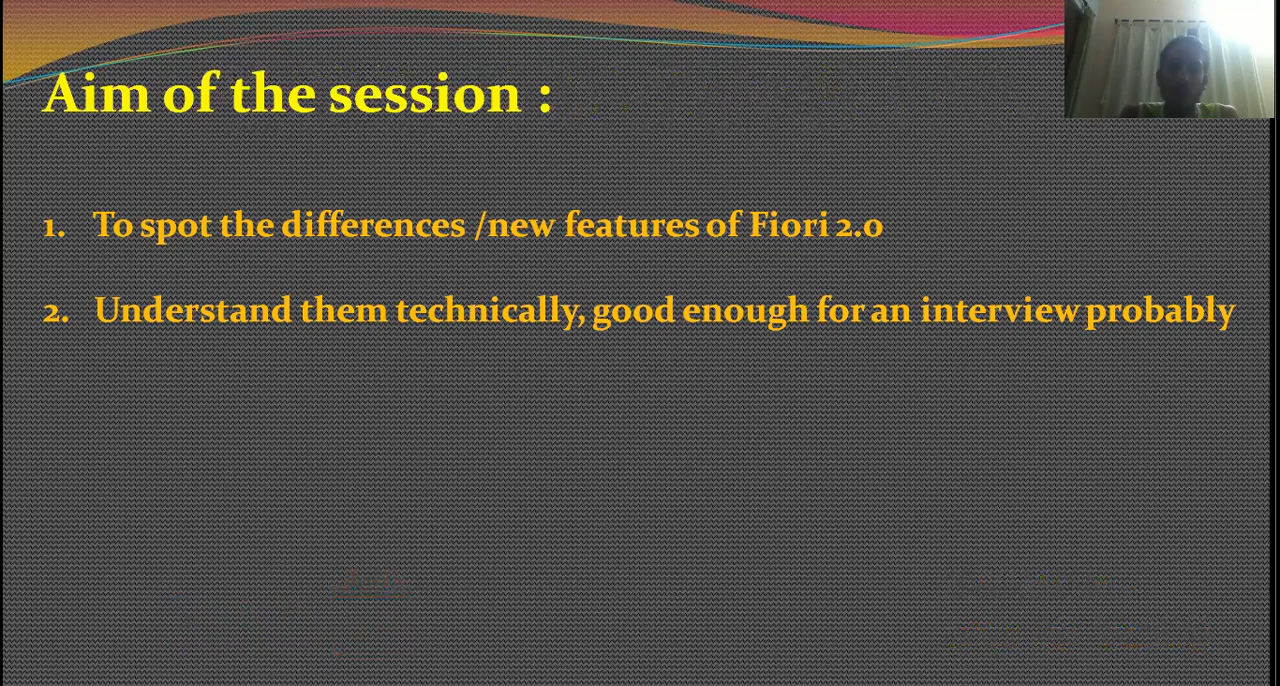 Aim of the session :
1. To spot the differences /new features of Fiori 2.0
2. Understand them technically, good enough for an interview probably